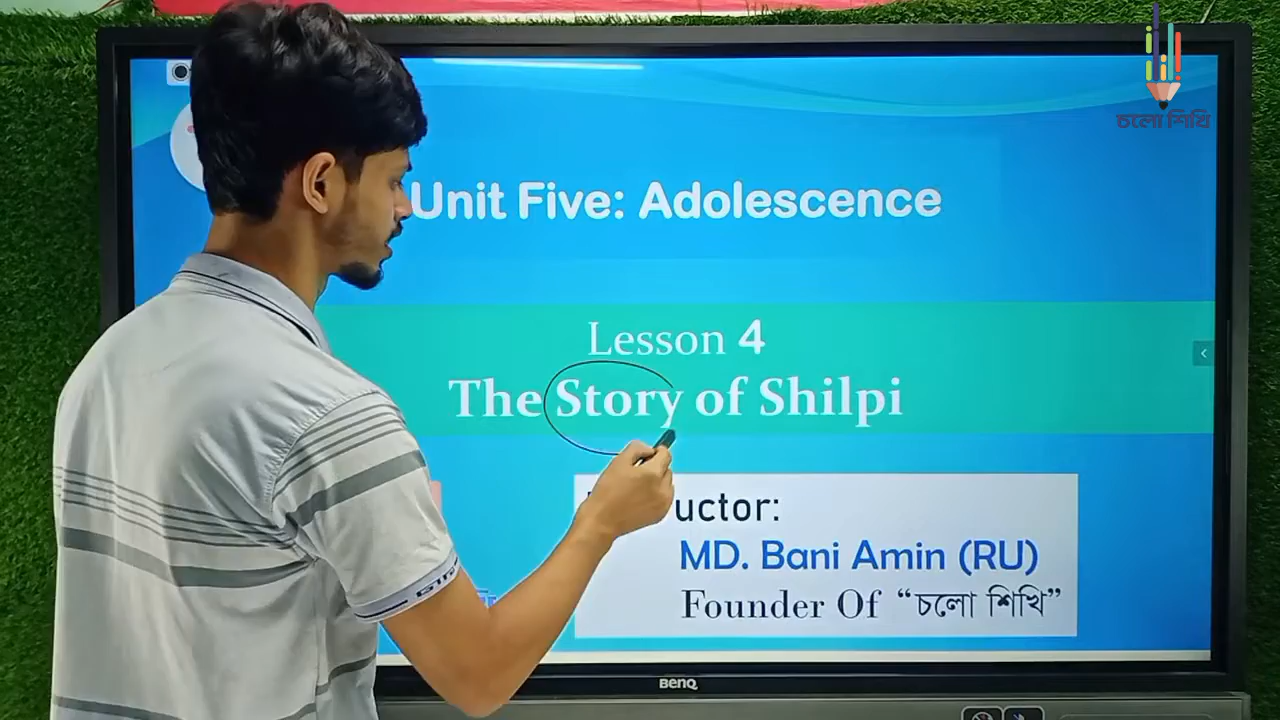 চলো শিখি
Unit Five: Adolescence
Lesson 4
The Story of Shilpi
uctor:
MD. Bani Amin (RU)
Founder Of “চলো শিখি”
BenQ